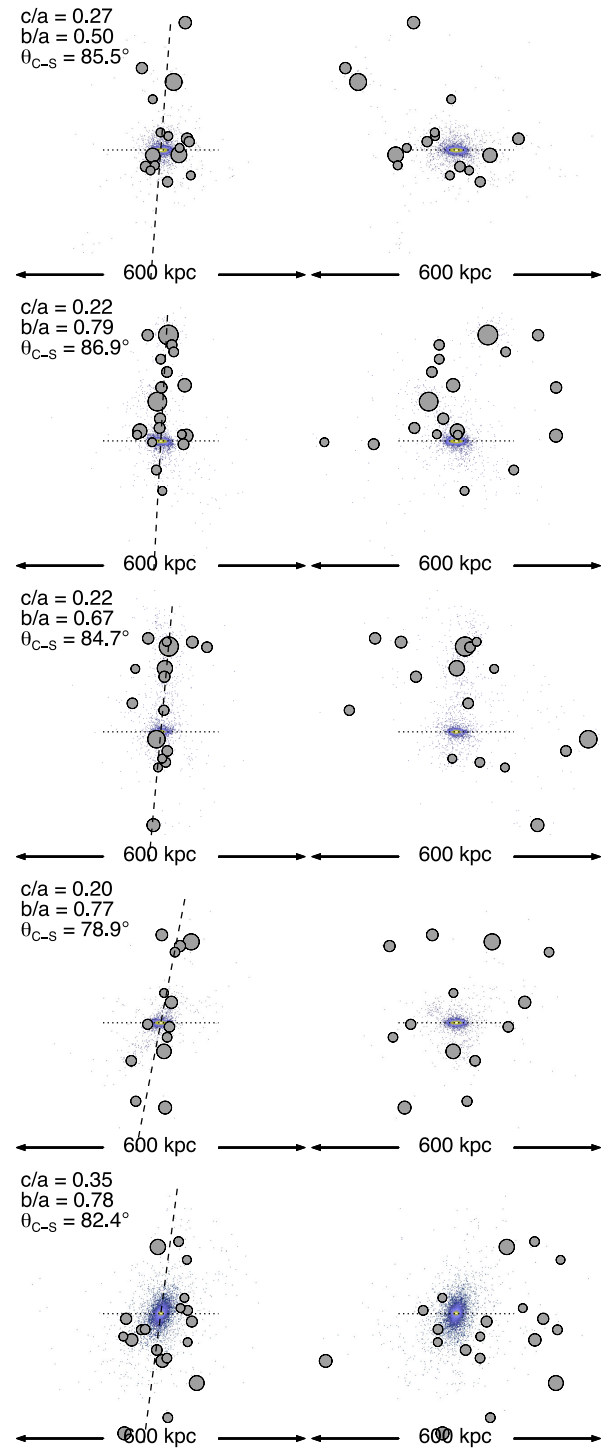 c/a = 0.27
b/a = 0.50
θC−S = 85.5°
600 kpc 600 kpc
c/a = 0.22
b/a = 0.79
θC−S = 86.9°
600 kpc 600 kpc
c/a = 0.22
b/a = 0.67
θC−S = 84.7°
600 kpc 600 kpc
c/a = 0.20
b/a = 0.77
θC−S = 78.9°
600 kpc 600 kpc
c/a = 0.35
b/a = 0.78
θC−S = 82.4°
600 kpc 600 kpc